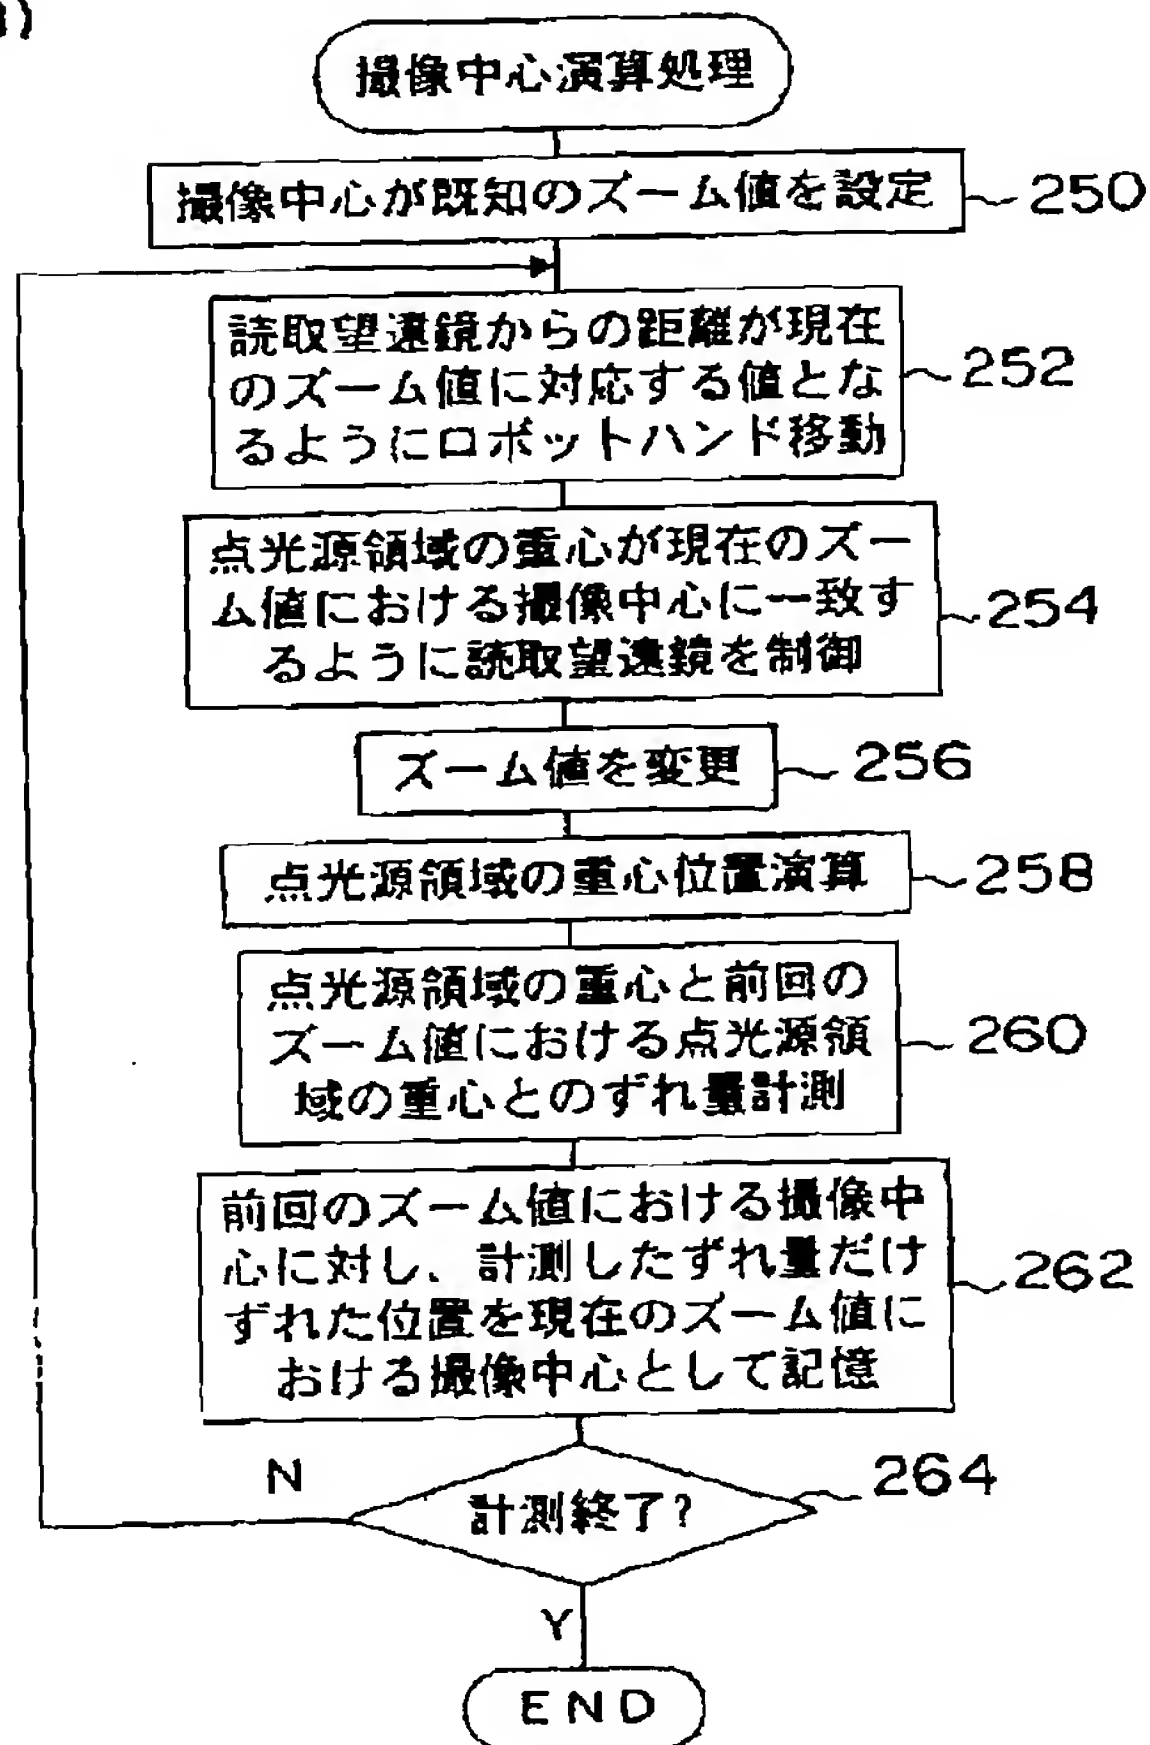 撮像中心演算処理
撮像中心が既知のズーム値を設定
250
読取望遠鏡からの距離が現在
のズーム値に対応する値とな
るようにロボットハンド移動
252
点光源領域の重心が現在のズー
ム値における撮像中心に一致す
るように読取望遠鏡を制御
254
ズーム値を変更
256
点光源領域の重心位置演算
258
点光源領域の重心と前回の
ズーム値における点光源領
域の重心とのずれ量計測
260
前回のズーム値における撮像中
心に対し、計測したずれ量だけ
ずれた位置を現在のズーム値に
おける撮像中心として記憶
262
264
N
計測終了?
Y
END